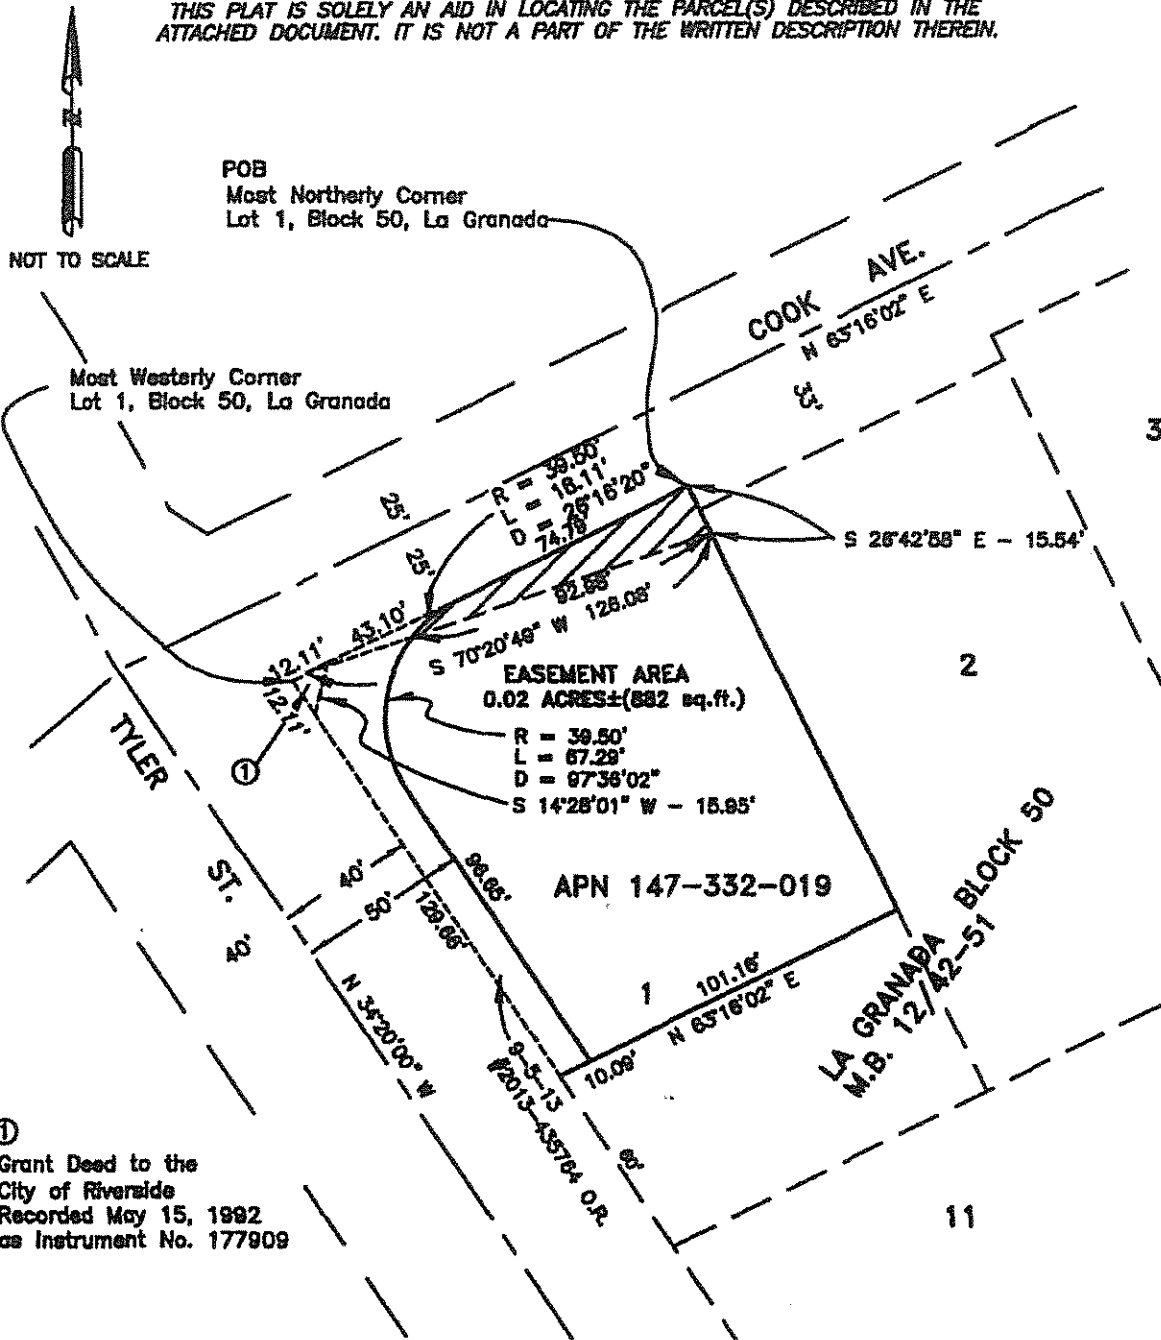 THIS PLAT IS SOLELY AN AID IN LOCATING THE PARCEL(S) DESCRIBED IN THE
ATTACHED DOCUMENT. IT IS NOT A PART OF THE WRITTEN DESCRIPTION THEREIN.
N
NOT TO SCALE
POB
Most Northerly Corner
Lot 1, Block 50, La Granada
Most Westerly Corner
Lot 1, Block 50, La Granada
COOK AVE.
N 63°16'02" E
33'
3
R = 39.50'
L = 18.11'
D = 26°16'20"
74.78'
25'
25'
S 26°42'58" E - 15.54'
92.98'
S 70°20'49" W 126.08'
43.10'
12.11'
12.11'
EASEMENT AREA
0.02 ACRES±(882 sq.ft.)
2
R = 39.50'
L = 67.29'
D = 97°36'02"
S 14°28'01" W - 15.95'
1
TYLER ST.
40'
50'
40'
96.65'
129.66'
APN 147-332-019
LA GRANADA BLOCK 50
M.B. 12/42-51
1
101.16'
N 63°16'02" E
10.09'
N 34°20'00" W
9-5-13
#2013-435764 O.R.
60'
11
1
Grant Deed to the
City of Riverside
Recorded May 15, 1992
as Instrument No. 177909